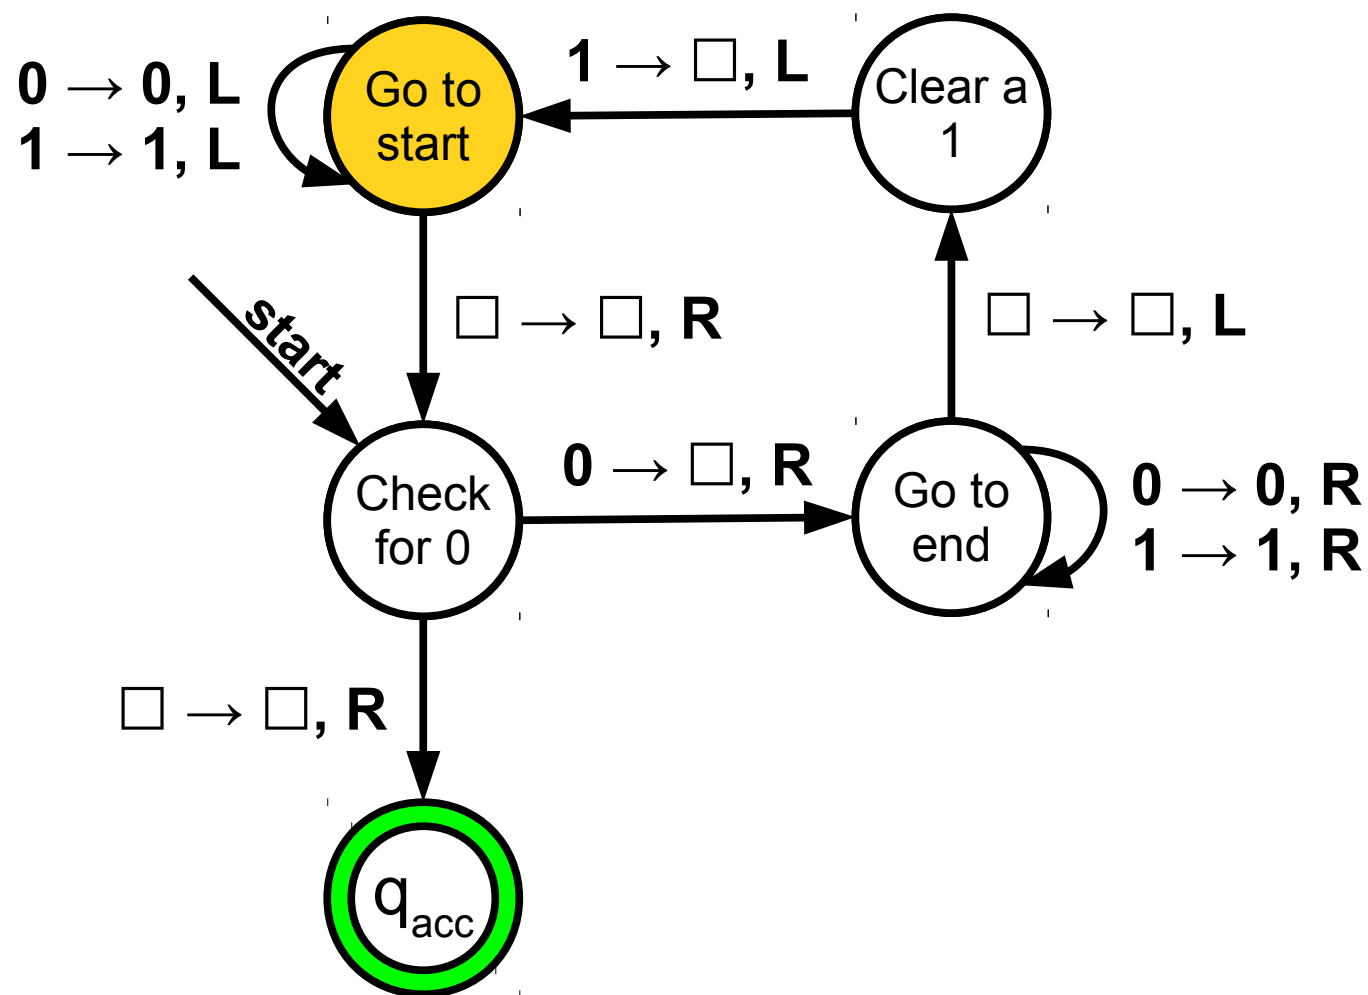 0 → 0, L
1 → 1, L
Go to
start
1 → □, L
Clear a
1
start
□ → □, R
□ → □, L
Check
for 0
0 → □, R
Go to
end
0 → 0, R
1 → 1, R
□ → □, R
qacc